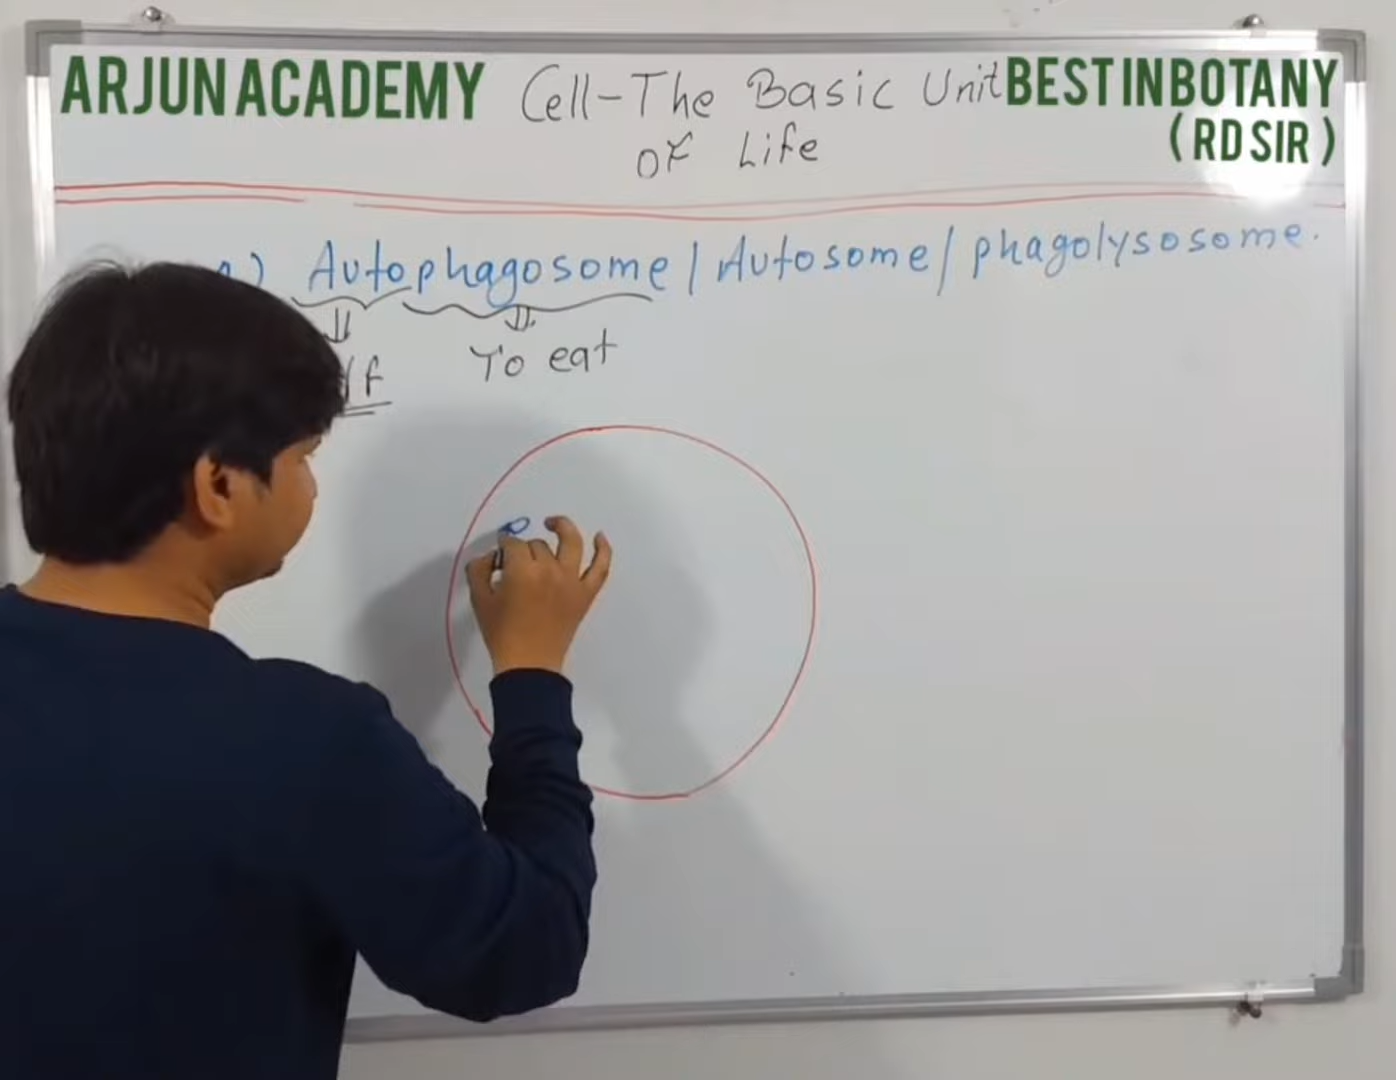 ARJUN ACADEMY Cell-The Basic Unit BEST IN BOTANY
of Life (RD SIR)
Autophagosome / Autosome / phagolysosome.
To eat